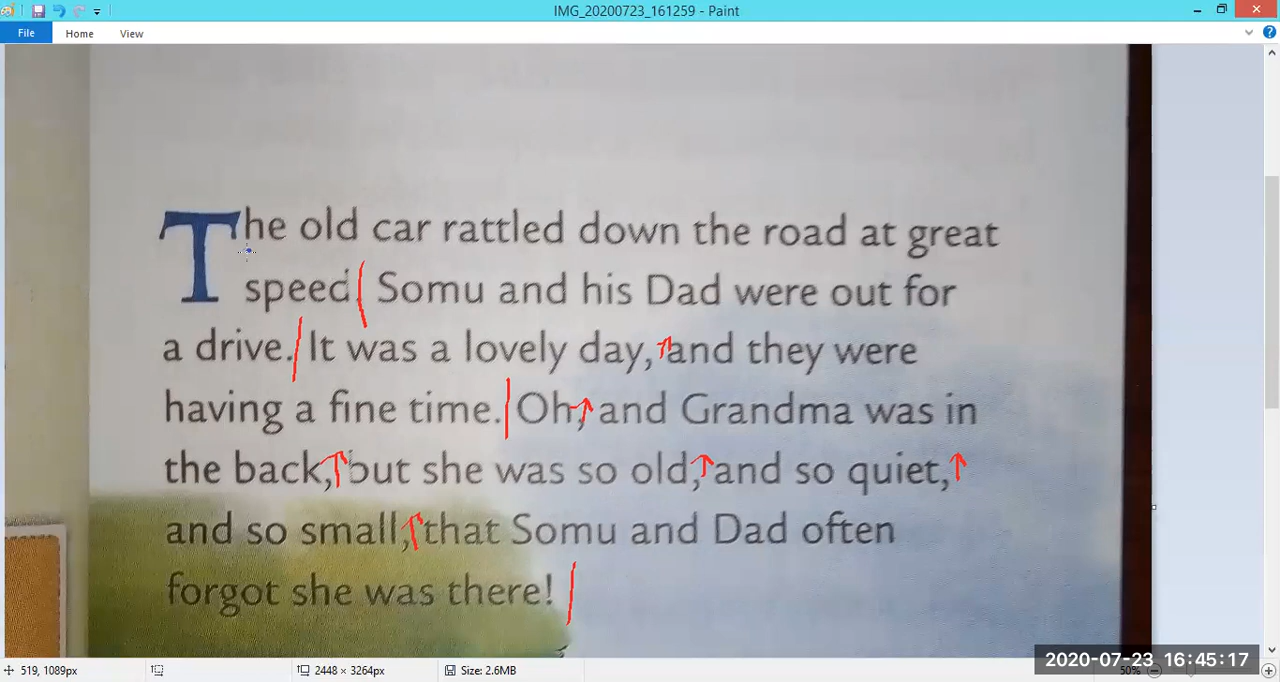 IMG_20200723_161259 - Paint
File Home View
The old car rattled down the road at great
speed. Somu and his Dad were out for
a drive. It was a lovely day, and they were
having a fine time. Oh, and Grandma was in
the back, but she was so old, and so quiet,
and so small, that Somu and Dad often
forgot she was there!
519, 1089px 2448 × 3264px Size: 2.6MB 50%
2020-07-23 16:45:17